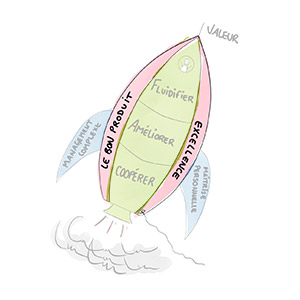 VALEUR
FLUIDIFIER
AMÉLIORER
COOPÉRER
LE BON PRODUIT
EXCELLENCE
MANAGEMENT
COMPLEXE
MAÎTRISE
PERSONNELLE